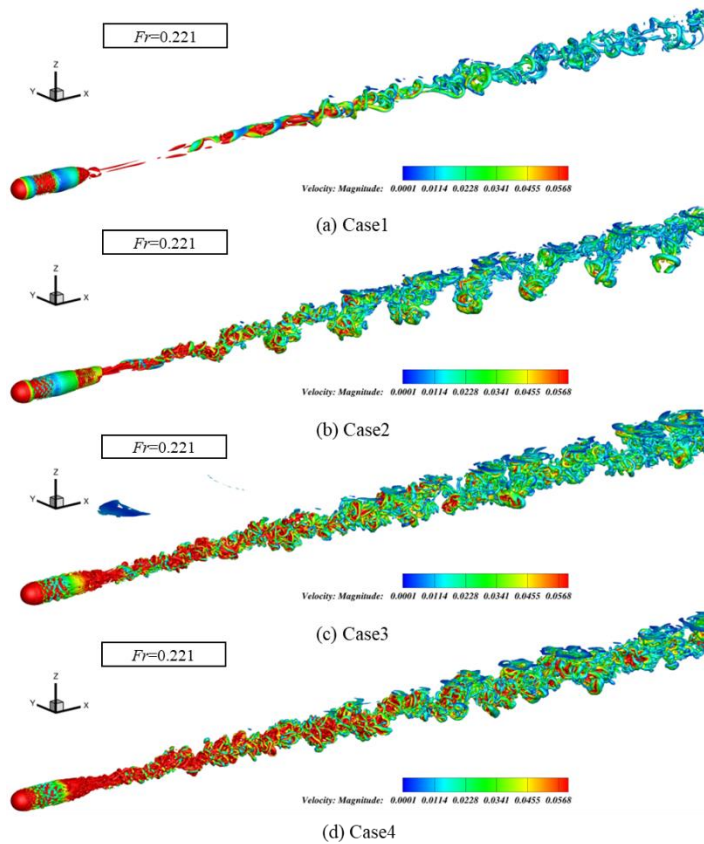 Fr=0.221
Z
Y X
Velocity: Magnitude: 0.0001 0.0114 0.0228 0.0341 0.0455 0.0568
(a) Case1
Fr=0.221
Z
Y X
Velocity: Magnitude: 0.0001 0.0114 0.0228 0.0341 0.0455 0.0568
(b) Case2
Fr=0.221
Z
Y X
Velocity: Magnitude: 0.0001 0.0114 0.0228 0.0341 0.0455 0.0568
(c) Case3
Fr=0.221
Z
Y X
Velocity: Magnitude: 0.0001 0.0114 0.0228 0.0341 0.0455 0.0568
(d) Case4